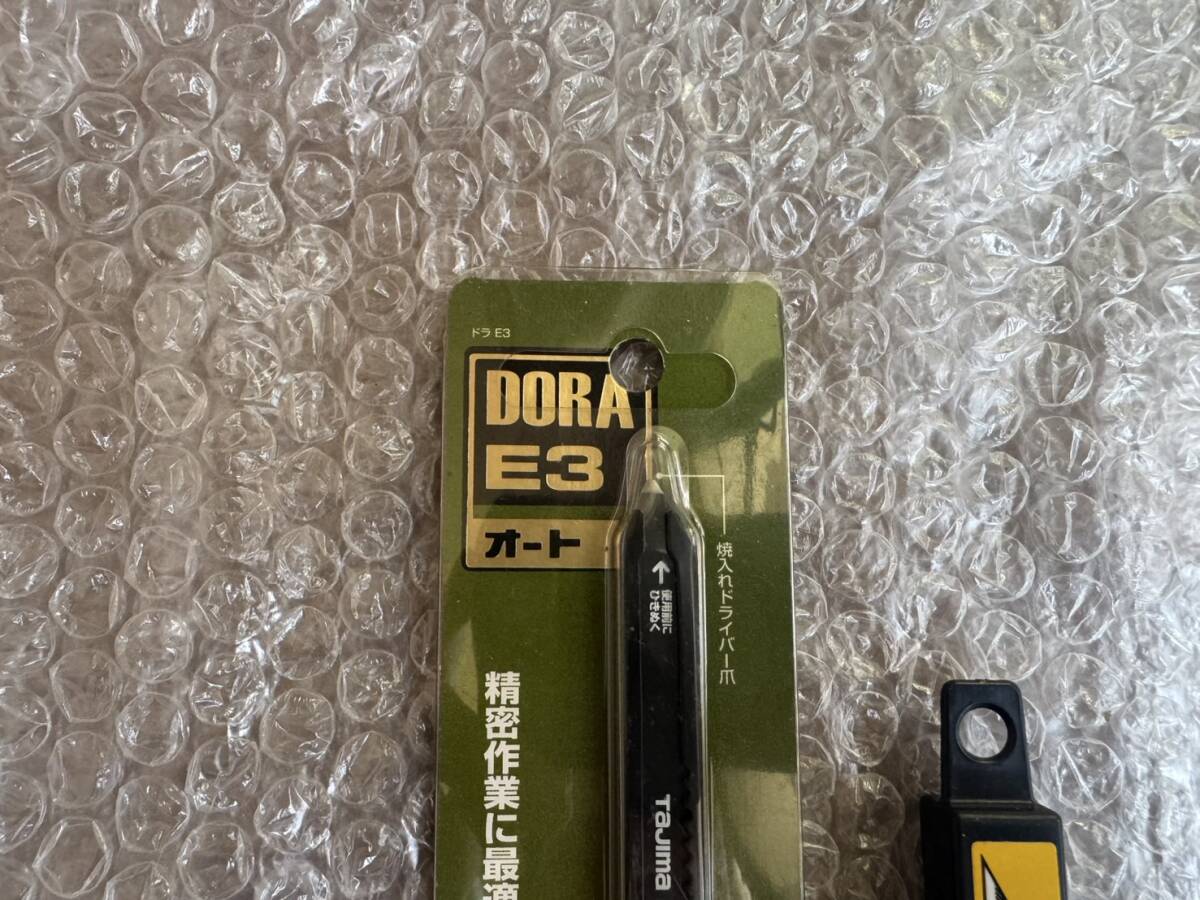 ドラ E3
DORA
E3
オート
焼入れドライバー爪
使用前に
ひきぬく
精密作業に最適
Tajima